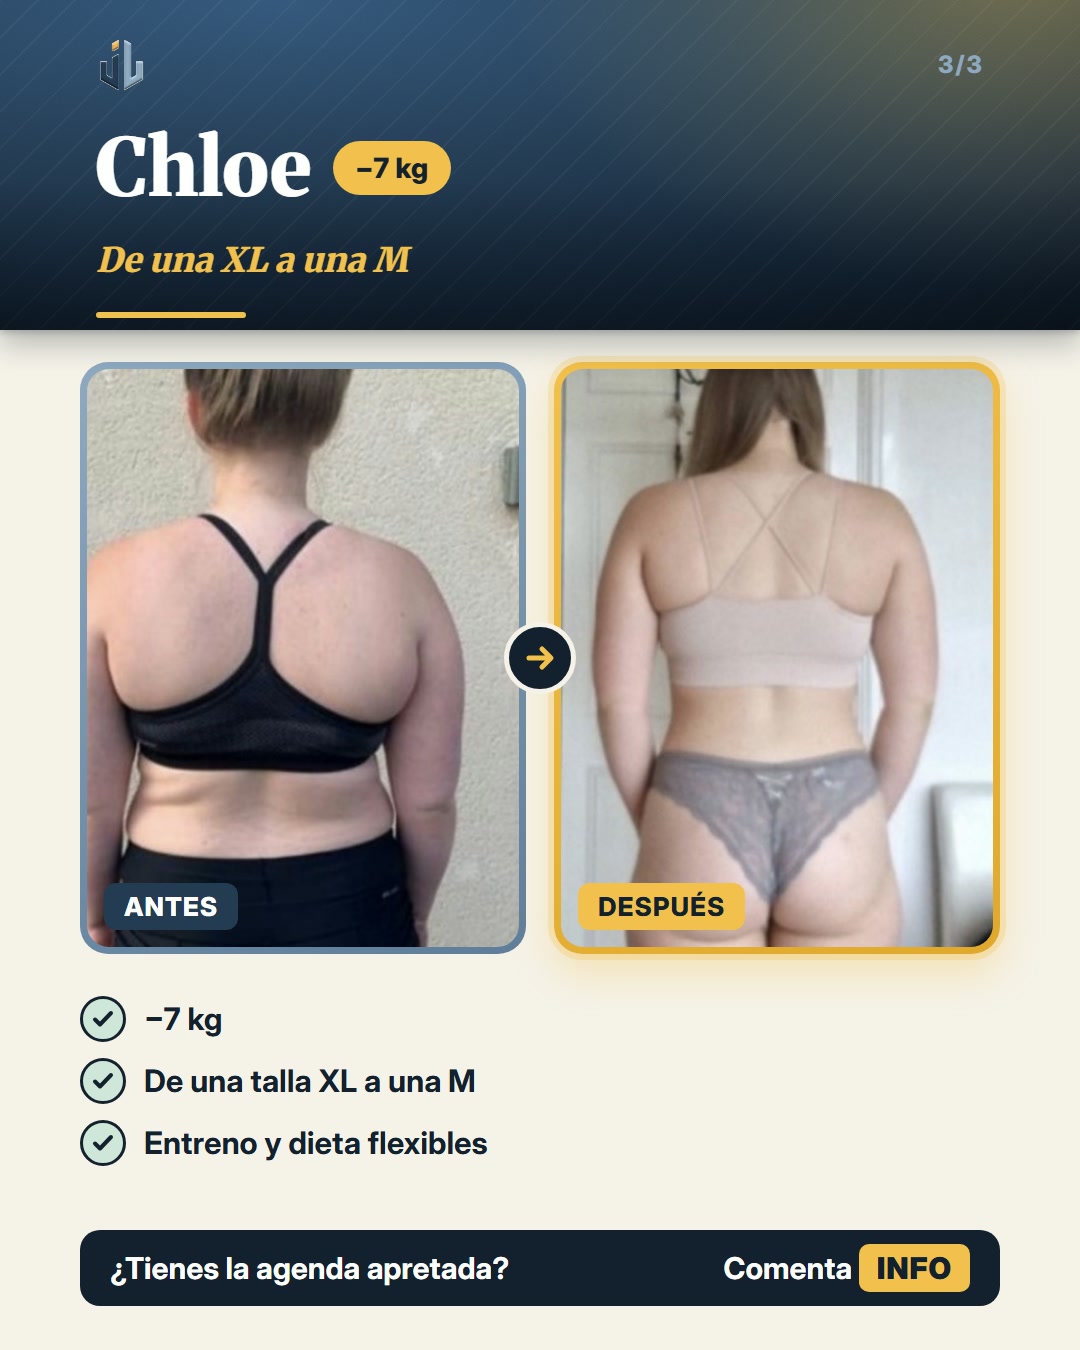 3/3
Chloe −7 kg
De una XL a una M
ANTES
DESPUÉS
−7 kg
De una talla XL a una M
Entreno y dieta flexibles
¿Tienes la agenda apretada? Comenta INFO